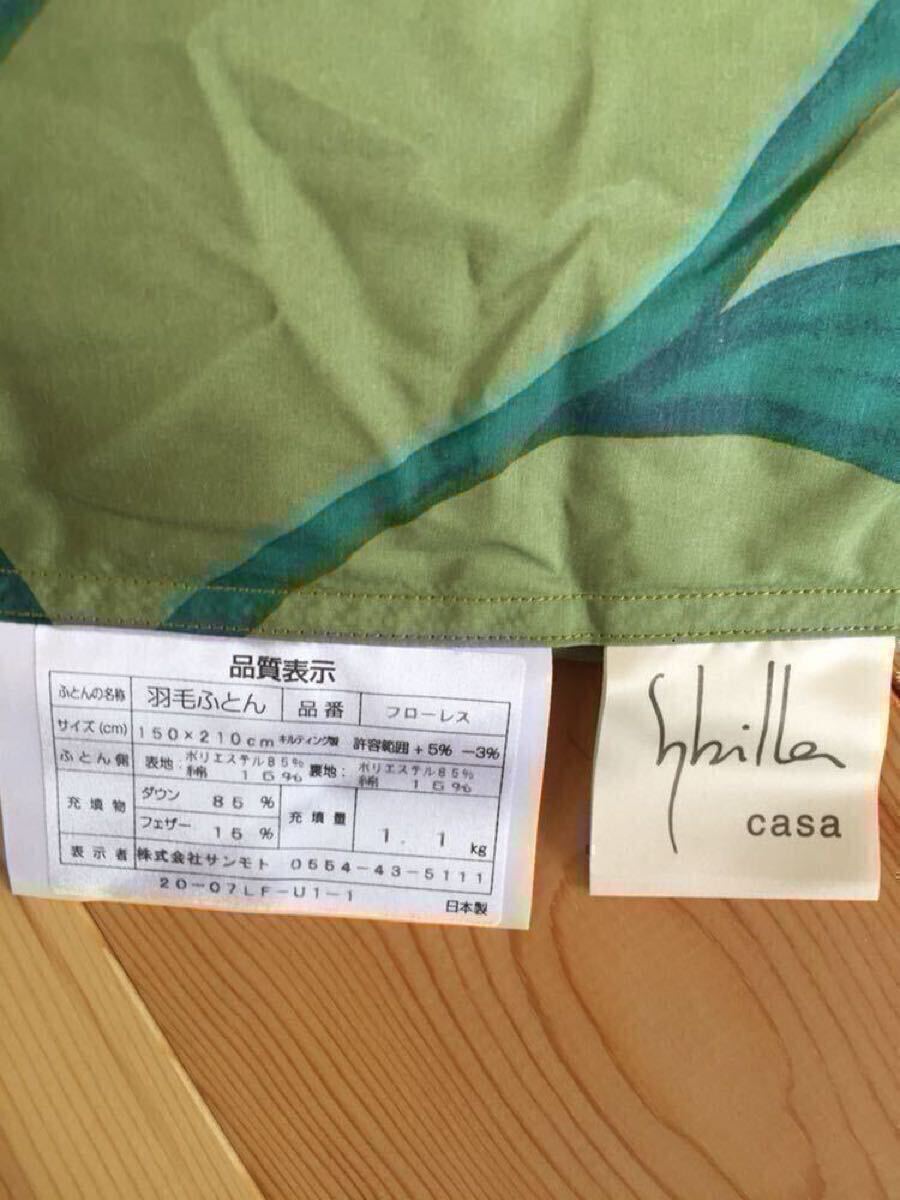 品質表示
ふとんの名称 羽毛ふとん 品番 フローレス
サイズ(cm) 150×210cm キルティング製 許容範囲 +5% -3%
ふとん側 表地: ポリエステル85% 綿 15% 裏地: ポリエステル85% 綿 15%
充填物 ダウン 85 % 充填量 1.1 kg
フェザー 15 %
表示者 株式会社サンモト 0554-43-5111
20-07LF-U1-1
日本製
Sybilla
casa